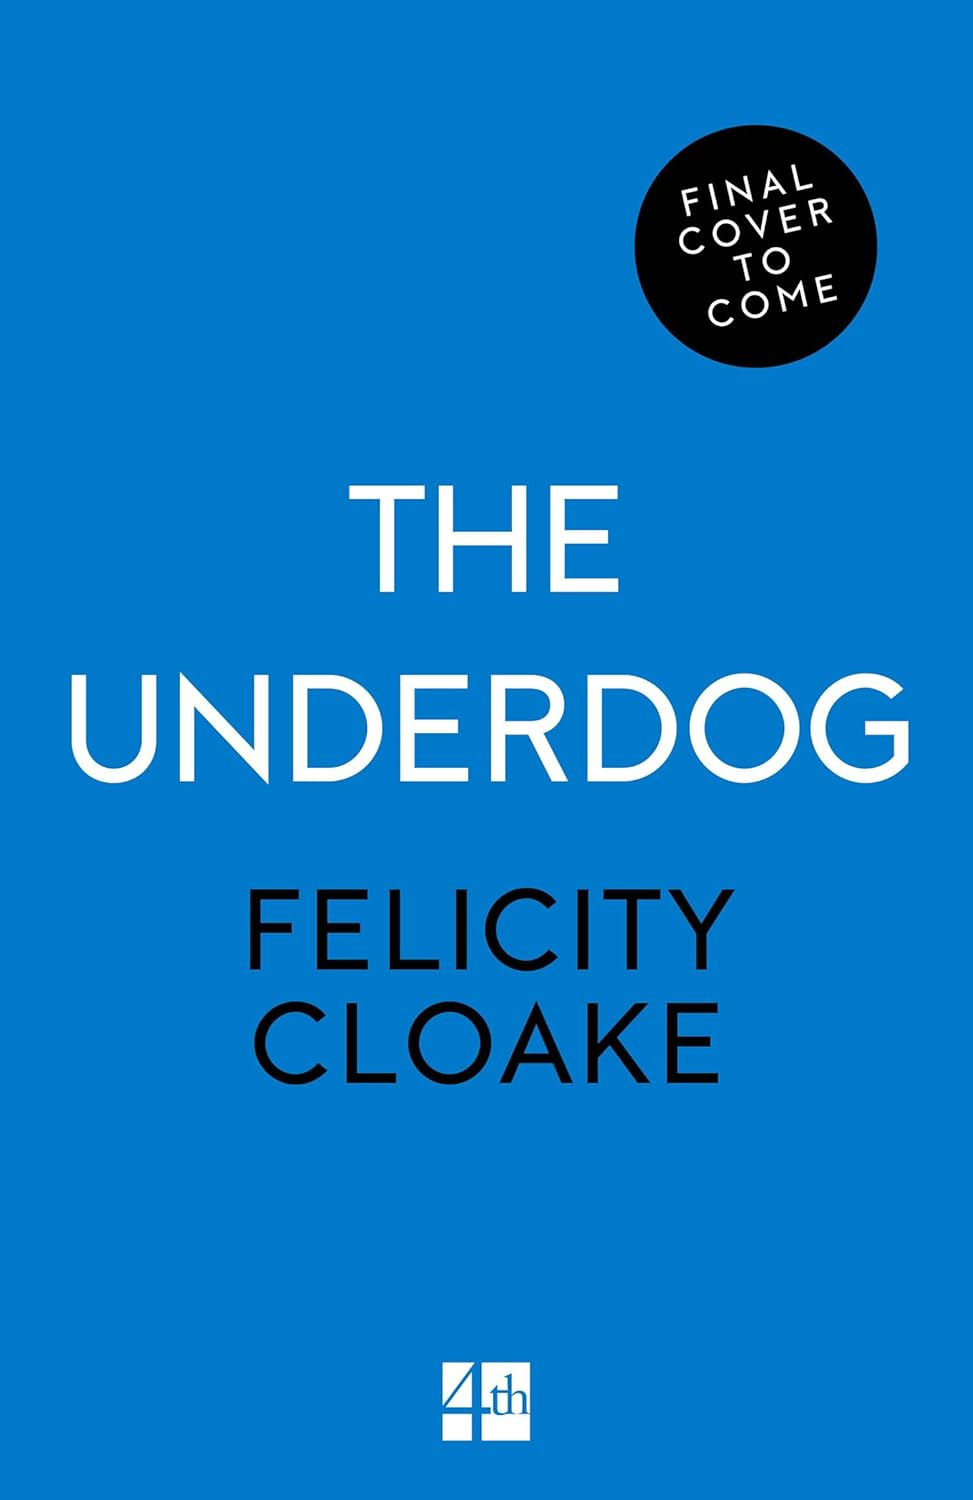 FINAL
COVER
TO
COME
THE
UNDERDOG
FELICITY
CLOAKE
4th